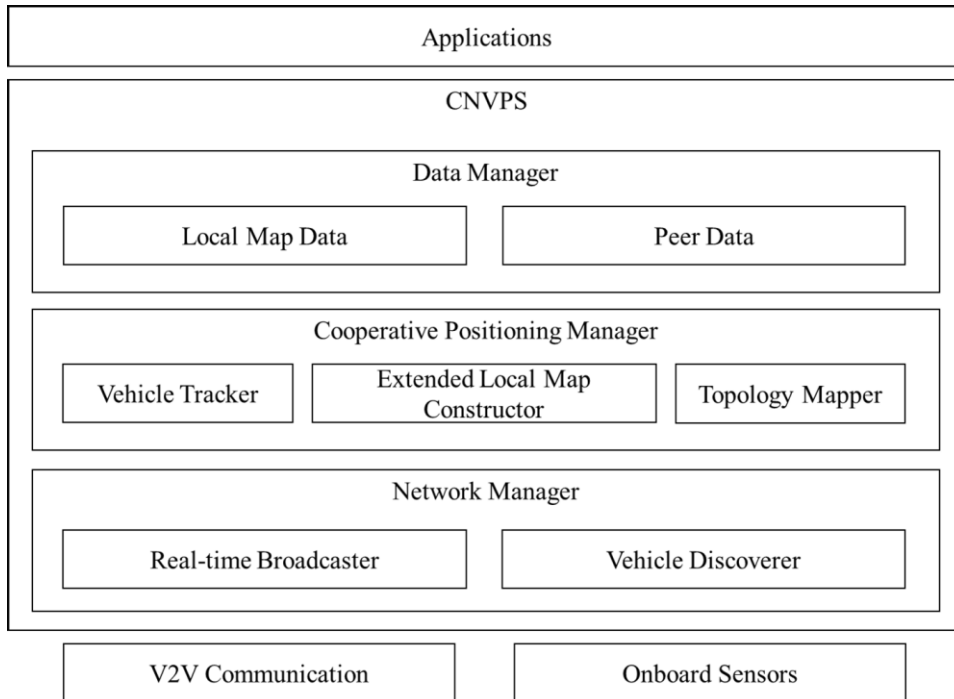 Applications
CNVPS
Data Manager
Local Map Data
Peer Data
Cooperative Positioning Manager
Vehicle Tracker
Extended Local Map
Constructor
Topology Mapper
Network Manager
Real-time Broadcaster
Vehicle Discoverer
V2V Communication
Onboard Sensors